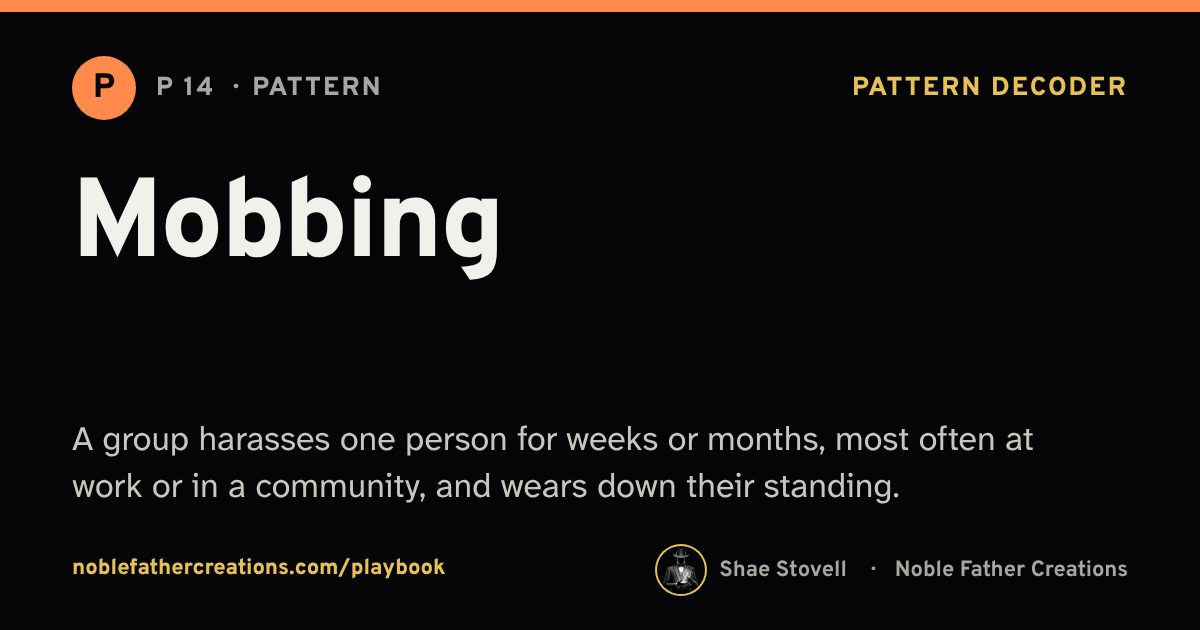 P
P 14 · PATTERN
PATTERN DECODER
Mobbing
A group harasses one person for weeks or months, most often at
work or in a community, and wears down their standing.
noblefathercreations.com/playbook
Shae Stovell · Noble Father Creations